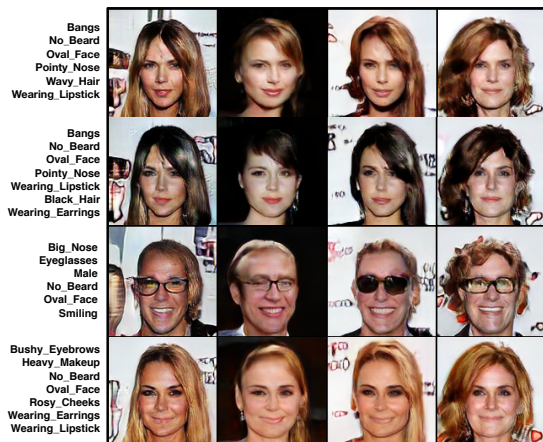 Bangs
No_Beard
Oval_Face
Pointy_Nose
Wavy_Hair
Wearing_Lipstick
Bangs
No_Beard
Oval_Face
Pointy_Nose
Wearing_Lipstick
Black_Hair
Wearing_Earrings
Big_Nose
Eyeglasses
Male
No_Beard
Oval_Face
Smiling
Bushy_Eyebrows
Heavy_Makeup
No_Beard
Oval_Face
Rosy_Cheeks
Wearing_Earrings
Wearing_Lipstick